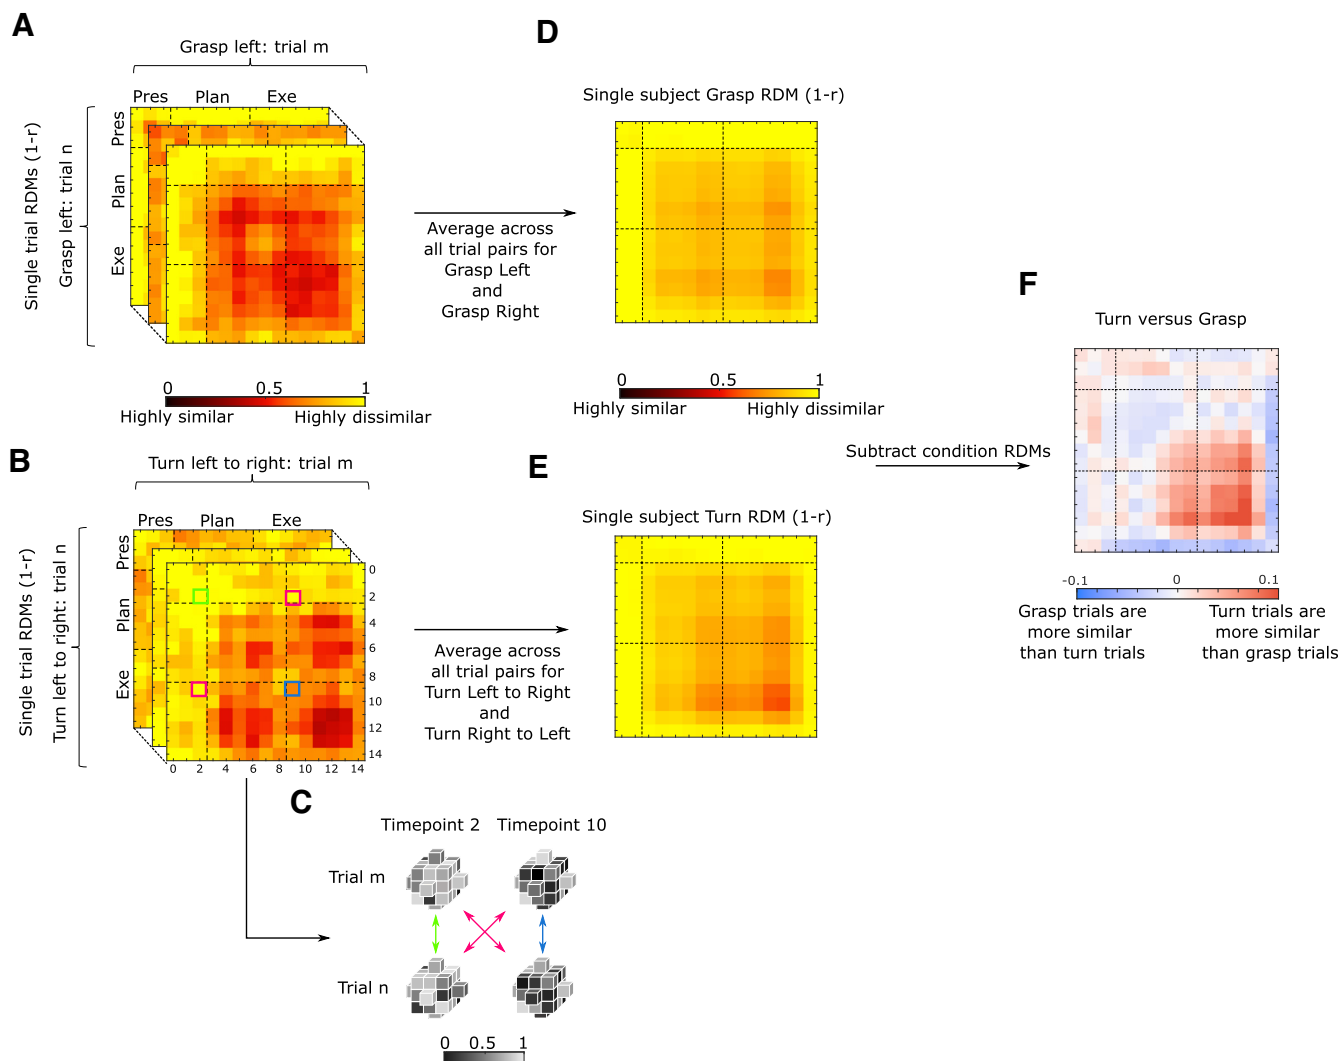 A
Grasp left: trial m
Pres Plan Exe
Single trial RDMs (1-r)
Grasp left: trial n
Pres
Plan
Exe
0 0.5 1
Highly similar Highly dissimilar
Average across
all trial pairs for
Grasp Left
and
Grasp Right
D
Single subject Grasp RDM (1-r)
0 0.5 1
Highly similar Highly dissimilar
B
Turn left to right: trial m
Pres Plan Exe
Single trial RDMs (1-r)
Turn left to right: trial n
Pres
Plan
Exe
0
2
4
6
8
10
12
14
0 2 4 6 8 10 12 14
Average across
all trial pairs for
Turn Left to Right
and
Turn Right to Left
E
Single subject Turn RDM (1-r)
C
Timepoint 2 Timepoint 10
Trial m
Trial n
0 0.5 1
Subtract condition RDMs
F
Turn versus Grasp
-0.1 0 0.1
Grasp trials are
more similar
than turn trials
Turn trials are
more similar
than grasp trials